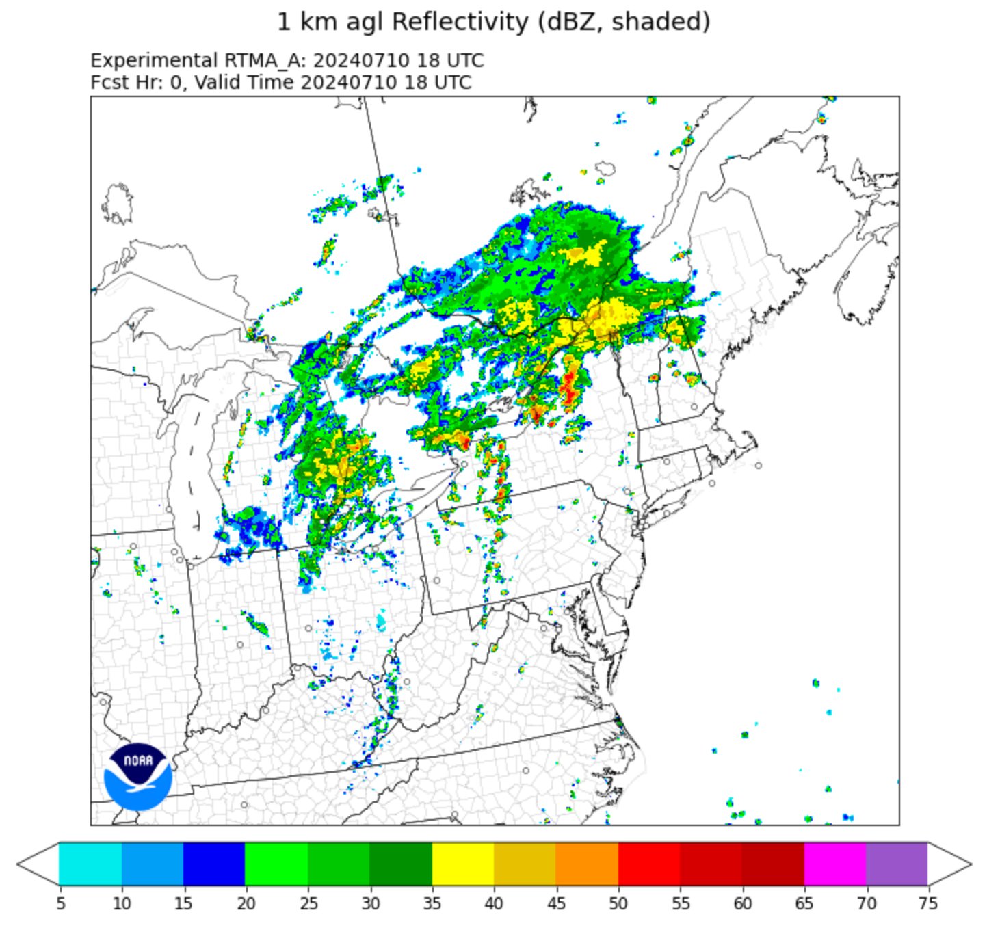 1 km agl Reflectivity (dBZ, shaded)
Experimental RTMA_A: 20240710 18 UTC
Fcst Hr: 0, Valid Time 20240710 18 UTC
NOAA
5 10 15 20 25 30 35 40 45 50 55 60 65 70 75